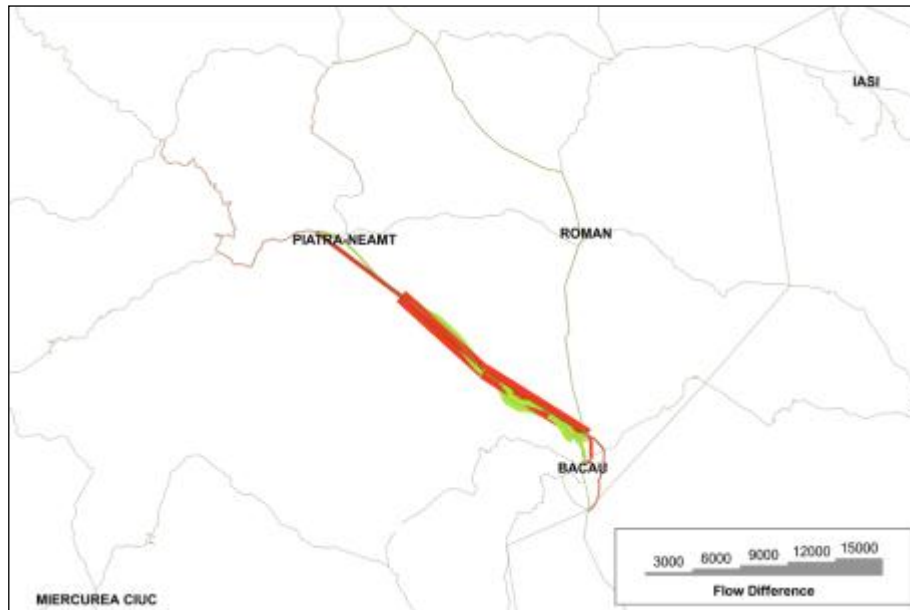 IASI
PIATRA-NEAMT
ROMAN
BACAU
3000 6000 9000 12000 15000
Flow Difference
MIERCUREA CIUC